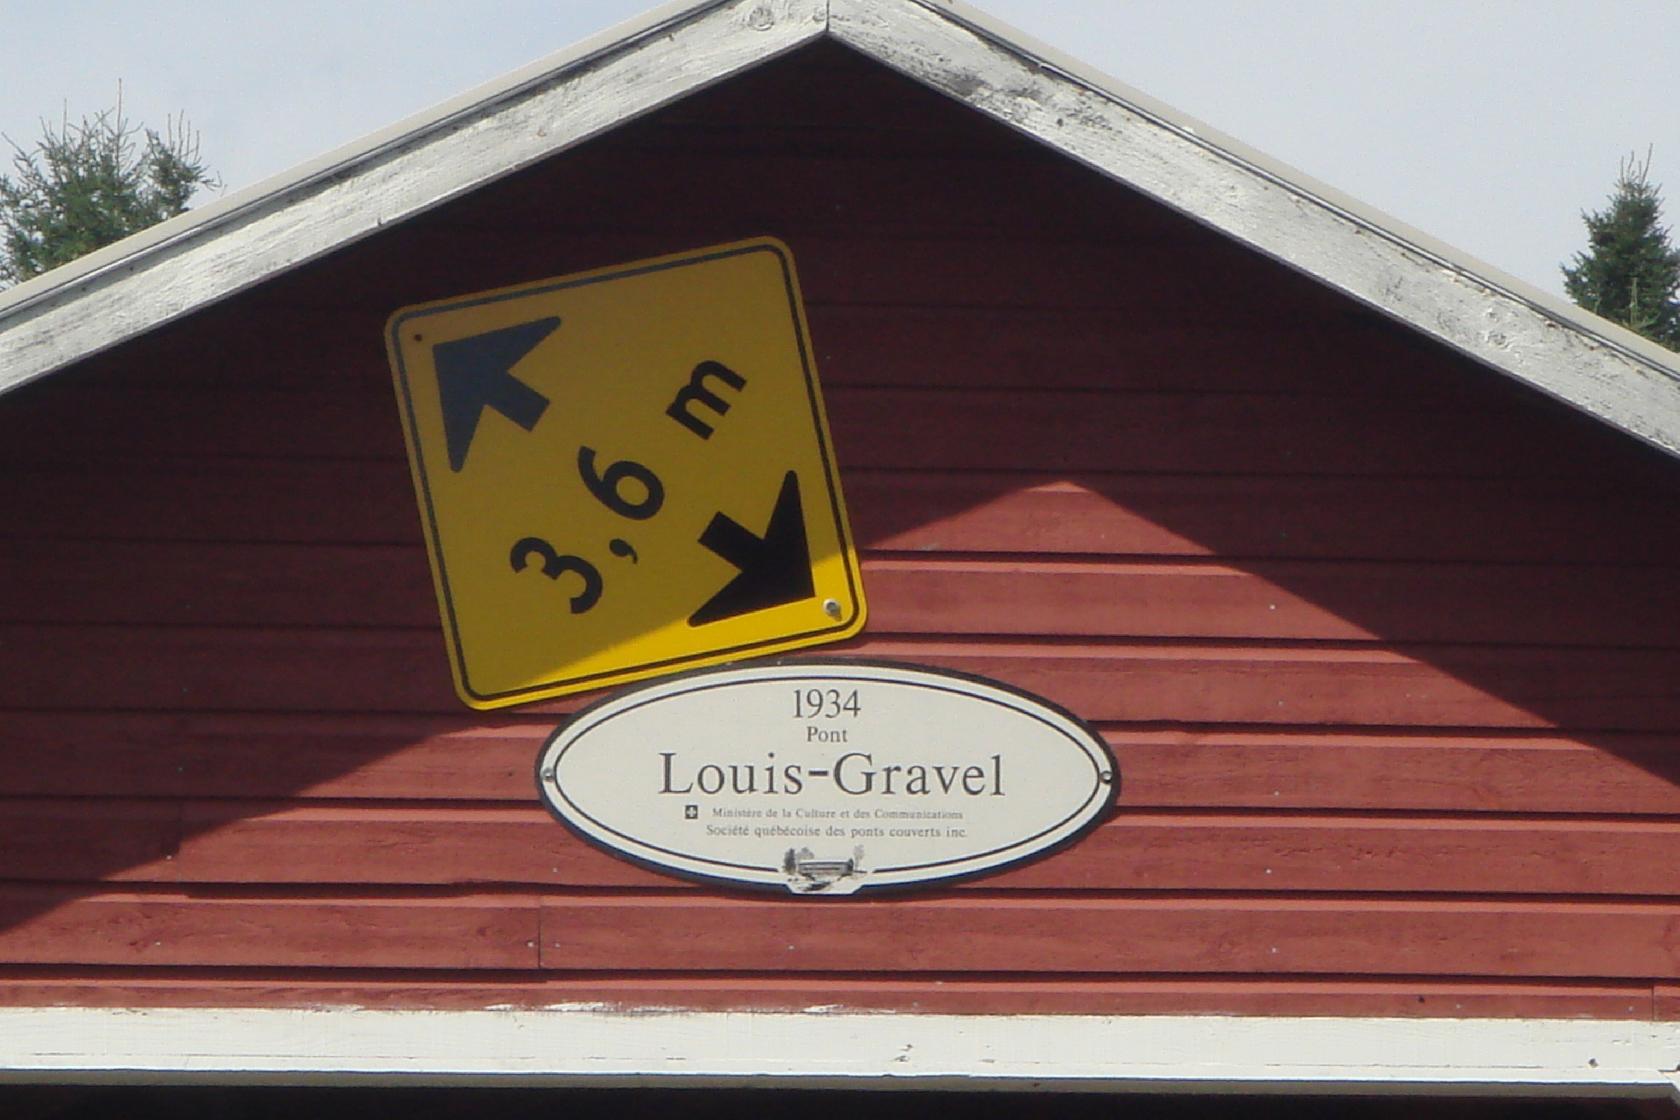 3,6 m
1934
Pont
Louis-Gravel
Ministère de la Culture et des Communications
Société québécoise des ponts couverts inc.